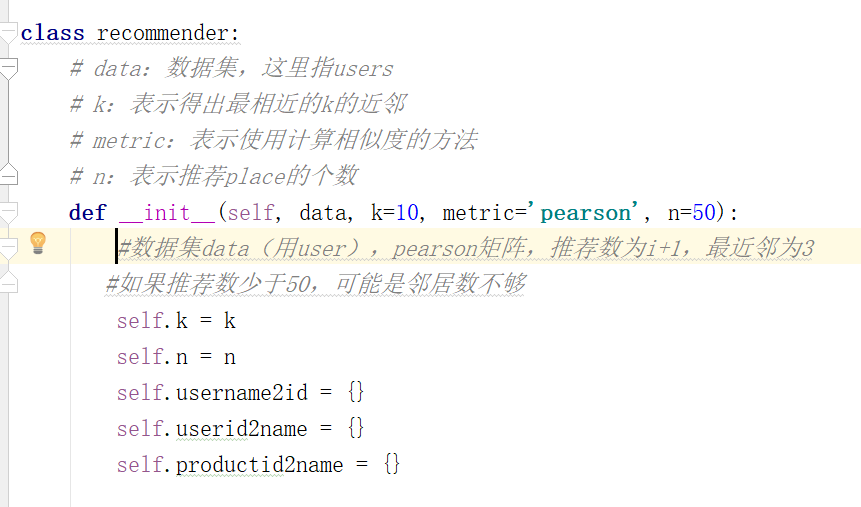 class recommender:
# data：数据集，这里指users
# k：表示得出最相近的k的近邻
# metric：表示使用计算相似度的方法
# n：表示推荐place的个数
def __init__(self, data, k=10, metric='pearson', n=50):
#数据集data（用user），pearson矩阵，推荐数为i+1，最近邻为3
#如果推荐数少于50，可能是邻居数不够
self.k = k
self.n = n
self.username2id = {}
self.userid2name = {}
self.productid2name = {}